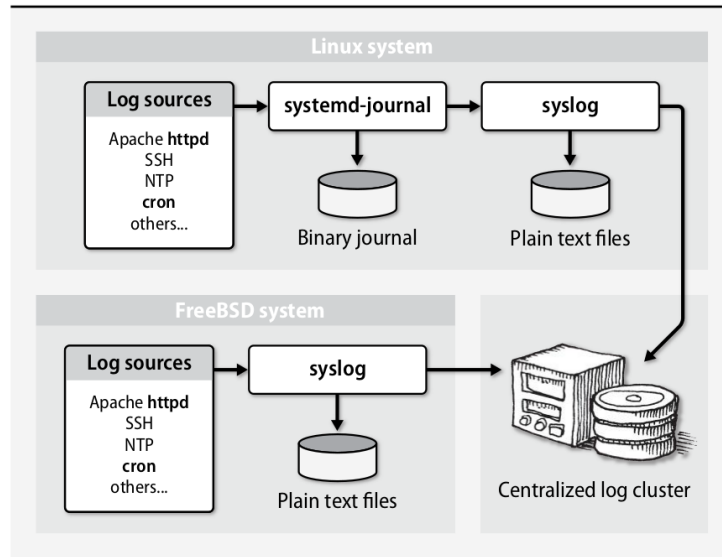 Linux system
Log sources
Apache httpd
SSH
NTP
cron
others...
systemd-journal
syslog
Binary journal
Plain text files
FreeBSD system
Log sources
Apache httpd
SSH
NTP
cron
others...
syslog
Plain text files
Centralized log cluster